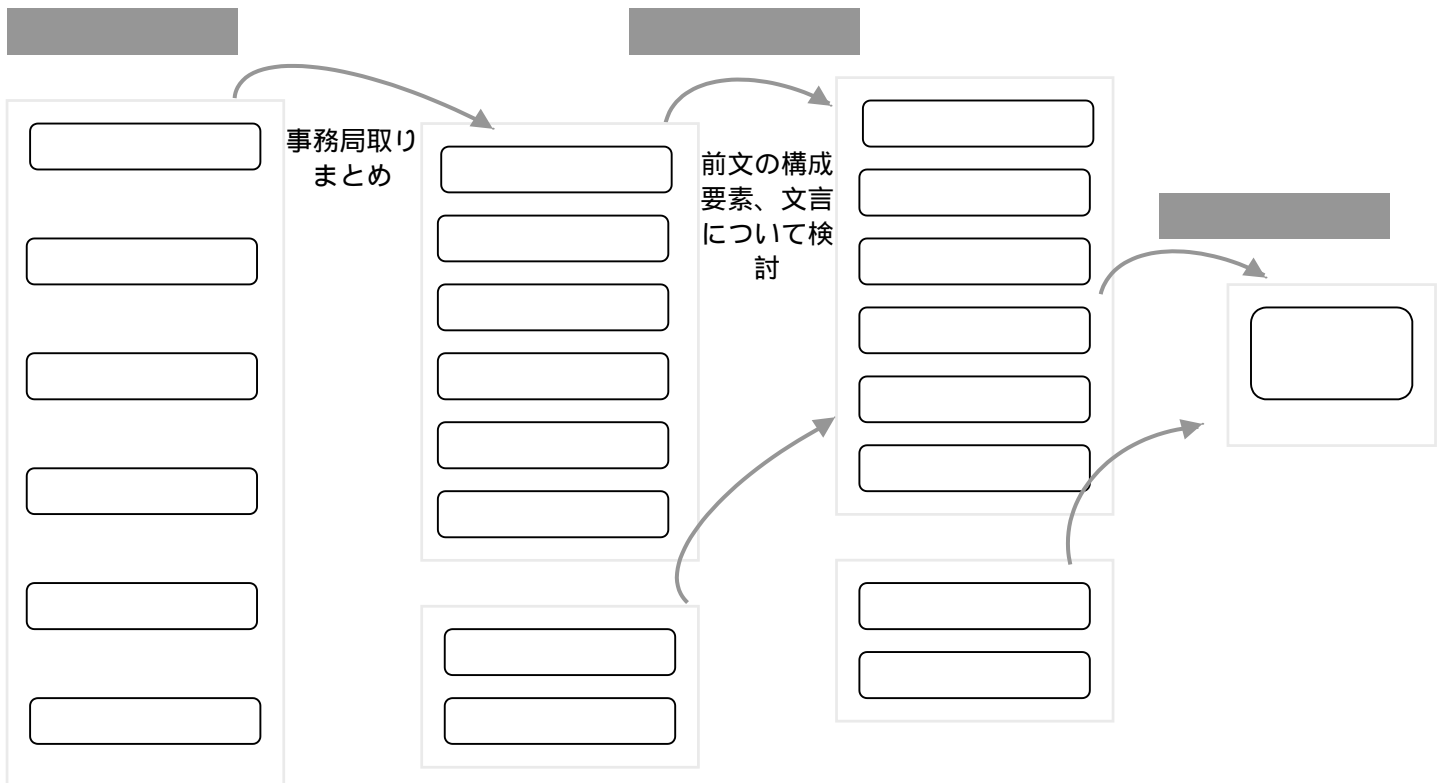 事務局取り
まとめ
前文の構成
要素、文言
について検
討